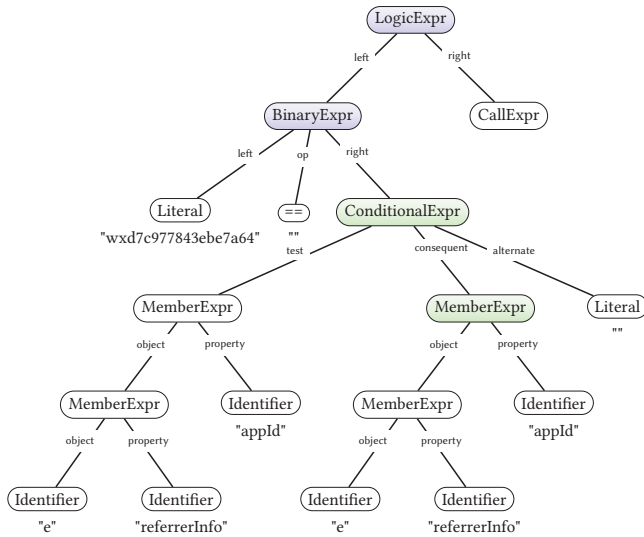 LogicExpr
left
right
BinaryExpr
CallExpr
left
op
right
Literal
==
ConditionalExpr
"wxd7c977843ebe7a64"
""
test
consequent
alternate
MemberExpr
MemberExpr
Literal
""
object
property
object
property
MemberExpr
Identifier
MemberExpr
Identifier
"appId"
"appId"
object
property
object
property
Identifier
Identifier
Identifier
Identifier
"e"
"referrerInfo"
"e"
"referrerInfo"